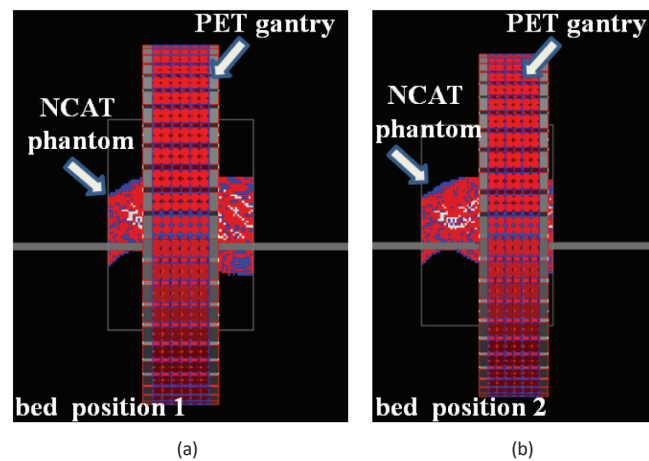 PET gantry
NCAT
phantom
bed position 1
(a)
PET gantry
NCAT
phantom
bed position 2
(b)